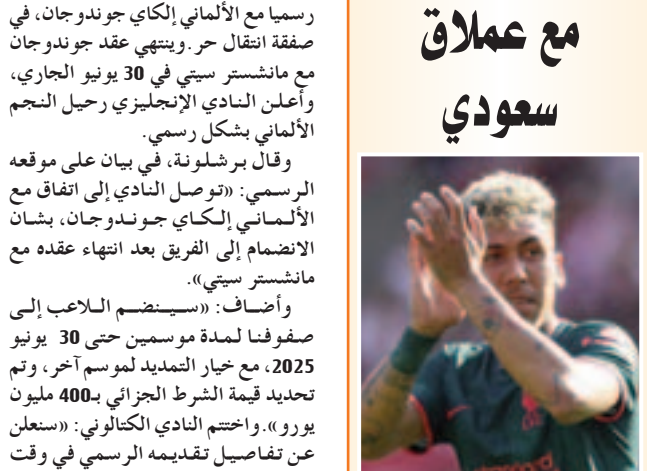 مع عملاق
سعودي
رسميا مع الألماني إلكاي جوندوجان، في
صفقة انتقال حر. وينتهي عقد جوندوجان
مع مانشستر سيتي في 30 يونيو الجاري،
وأعلن النادي الإنجليزي رحيل النجم
الألماني بشكل رسمي.
وقال برشلونة، في بيان على موقعه
الرسمي: «توصل النادي إلى اتفاق مع
الألماني إلكاي جوندوجان، بشان
الانضمام إلى الفريق بعد انتهاء عقده مع
مانشستر سيتي».
وأضاف: «سينضم اللاعب إلى
صفوفنا لمدة موسمين حتى 30 يونيو
2025، مع خيار التمديد لموسم آخر، وتم
تحديد قيمة الشرط الجزائي بـ400 مليون
يورو». واختتم النادي الكتالوني: «سنعلن
عن تفاصيل تقديمه الرسمي في وقت